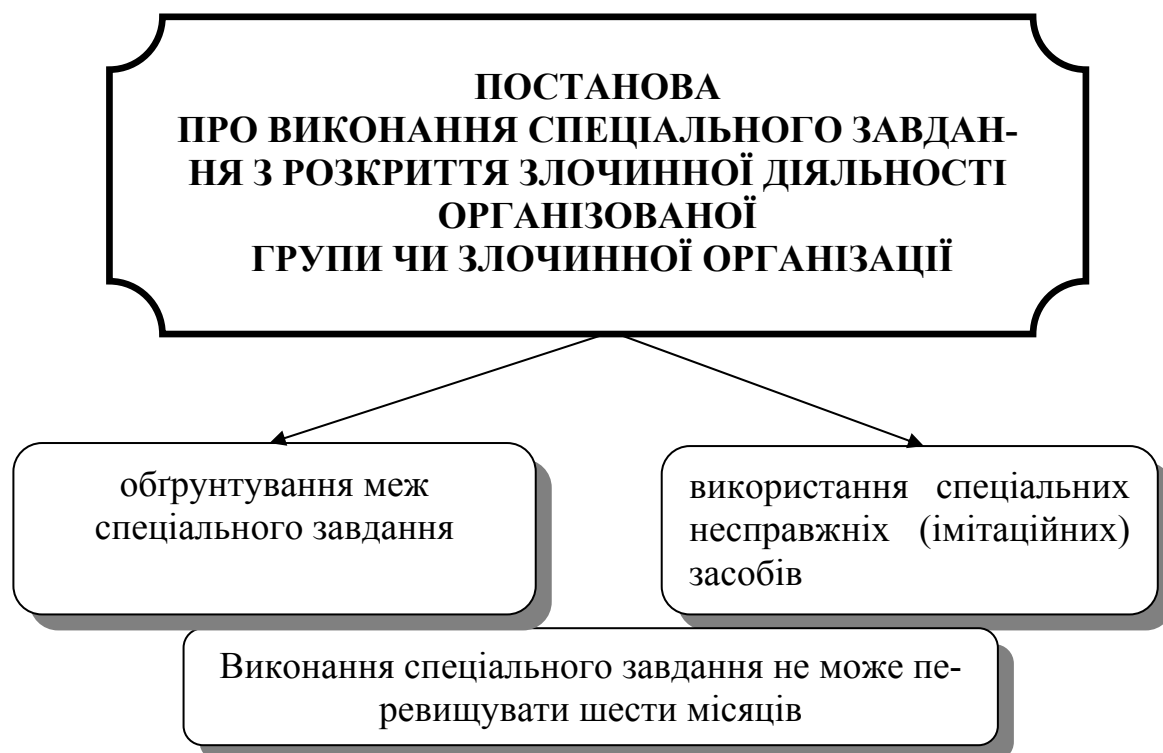 ПОСТАНОВА
ПРО ВИКОНАННЯ СПЕЦІАЛЬНОГО ЗАВДАН-
НЯ З РОЗКРИТТЯ ЗЛОЧИННОЇ ДІЯЛЬНОСТІ
ОРГАНІЗОВАНОЇ
ГРУПИ ЧИ ЗЛОЧИННОЇ ОРГАНІЗАЦІЇ
обґрунтування меж
спеціального завдання
використання спеціальних
несправжніх (імітаційних)
засобів
Виконання спеціального завдання не може пе-
ревищувати шести місяців